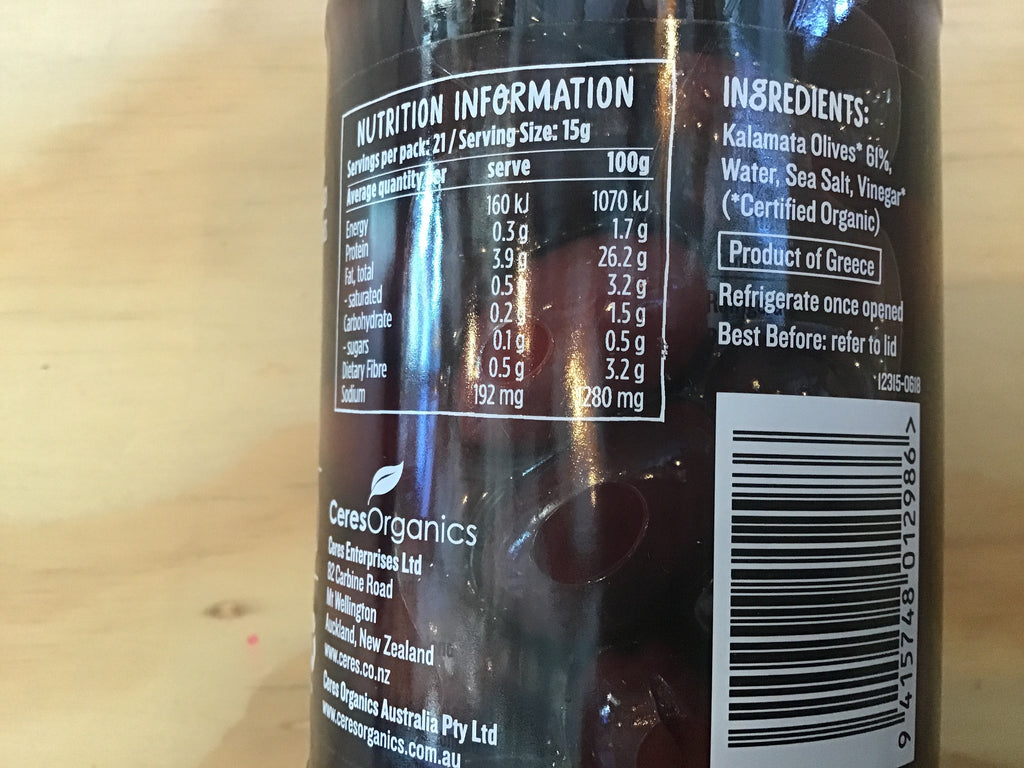 NUTRITION INFORMATION
Servings per pack: 21 / Serving Size: 15g
Average quantity per serve 100g
Energy 160 kJ 1070 kJ
Protein 0.3 g 1.7 g
Fat, total 3.9 g 26.2 g
- saturated 0.5 3.2 g
Carbohydrate 0.2 g 1.5 g
- sugars 0.1 g 0.5 g
Dietary Fibre 0.5 g 3.2 g
Sodium 192 mg 280 mg
CeresOrganics
Ceres Enterprises Ltd
82 Carbine Road
Mt Wellington
Auckland, New Zealand
www.ceres.co.nz
Ceres Organics Australia Pty Ltd
www.ceresorganics.com.au
INGREDIENTS:
Kalamata Olives* 61%,
Water, Sea Salt, Vinegar*
(*Certified Organic)
Product of Greece
Refrigerate once opened
Best Before: refer to lid
12315-0618
9 415748 012986 >